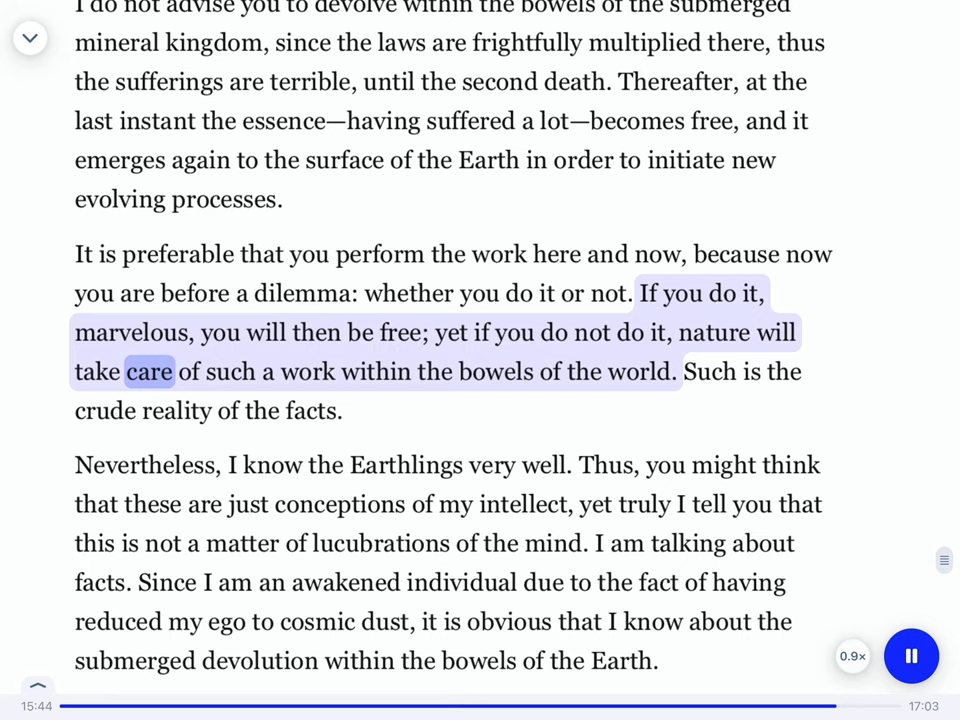 I do not advise you to devolve within the bowels of the submerged
mineral kingdom, since the laws are frightfully multiplied there, thus
the sufferings are terrible, until the second death. Thereafter, at the
last instant the essence—having suffered a lot—becomes free, and it
emerges again to the surface of the Earth in order to initiate new
evolving processes.
It is preferable that you perform the work here and now, because now
you are before a dilemma: whether you do it or not. If you do it,
marvelous, you will then be free; yet if you do not do it, nature will
take care of such a work within the bowels of the world. Such is the
crude reality of the facts.
Nevertheless, I know the Earthlings very well. Thus, you might think
that these are just conceptions of my intellect, yet truly I tell you that
this is not a matter of lucubrations of the mind. I am talking about
facts. Since I am an awakened individual due to the fact of having
reduced my ego to cosmic dust, it is obvious that I know about the
submerged devolution within the bowels of the Earth.
0.9×
15:44
17:03